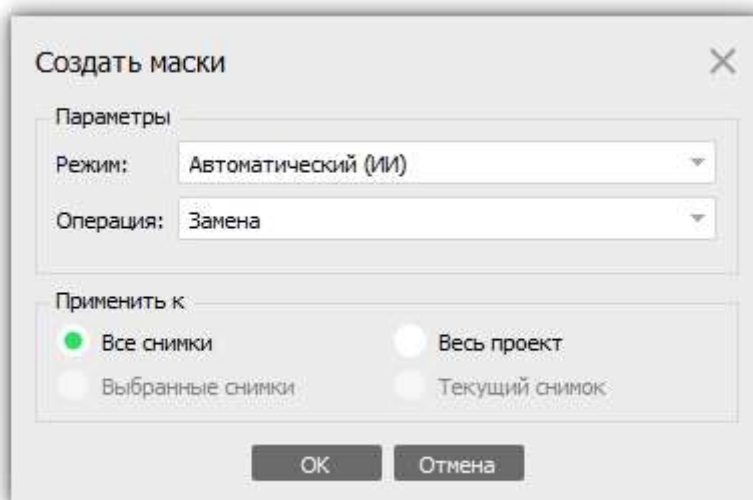 Создать маски
Параметры
Режим: Автоматический (ИИ)
Операция: Замена
Применить к
Все снимки Весь проект
Выбранные снимки Текущий снимок
OK Отмена